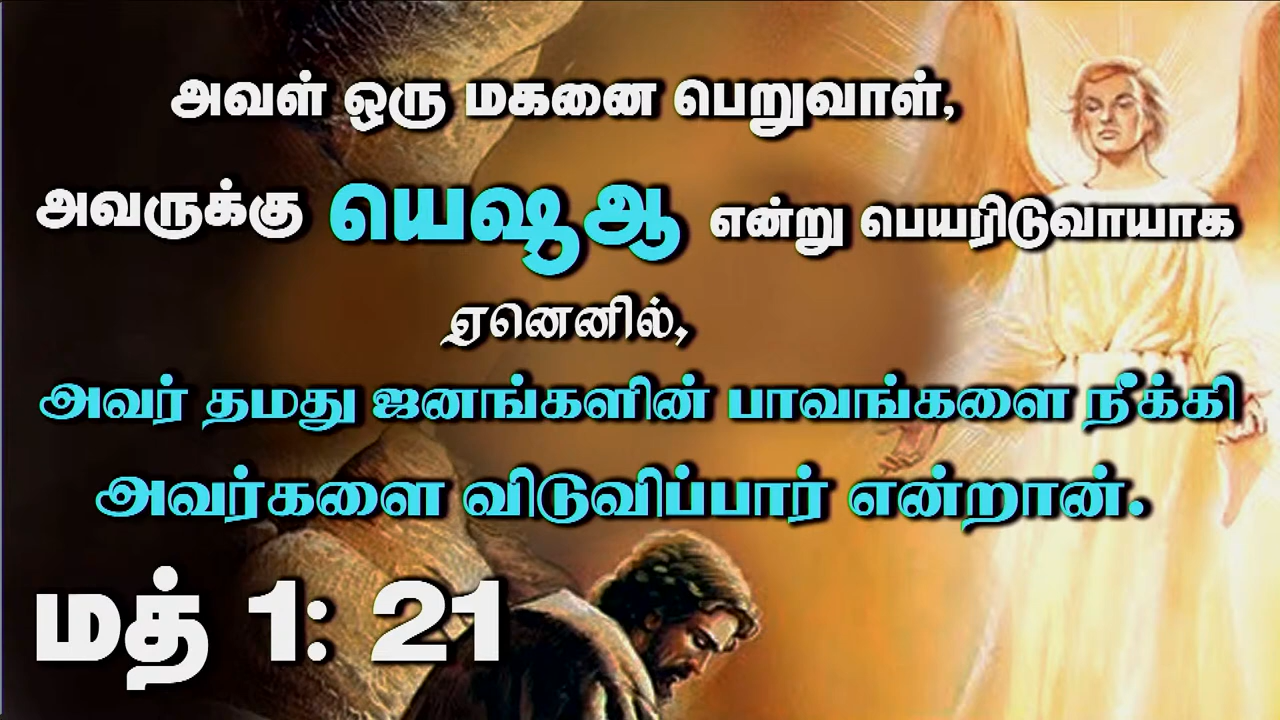 அவள் ஒரு மகனை பெறுவாள்,
அவருக்கு யெஷுஆ என்று பெயரிடுவாயாக
ஏனெனில்,
அவர் தமது ஜனங்களின் பாவங்களை நீக்கி
அவர்களை விடுவிப்பார் என்றான்.
மத் 1: 21